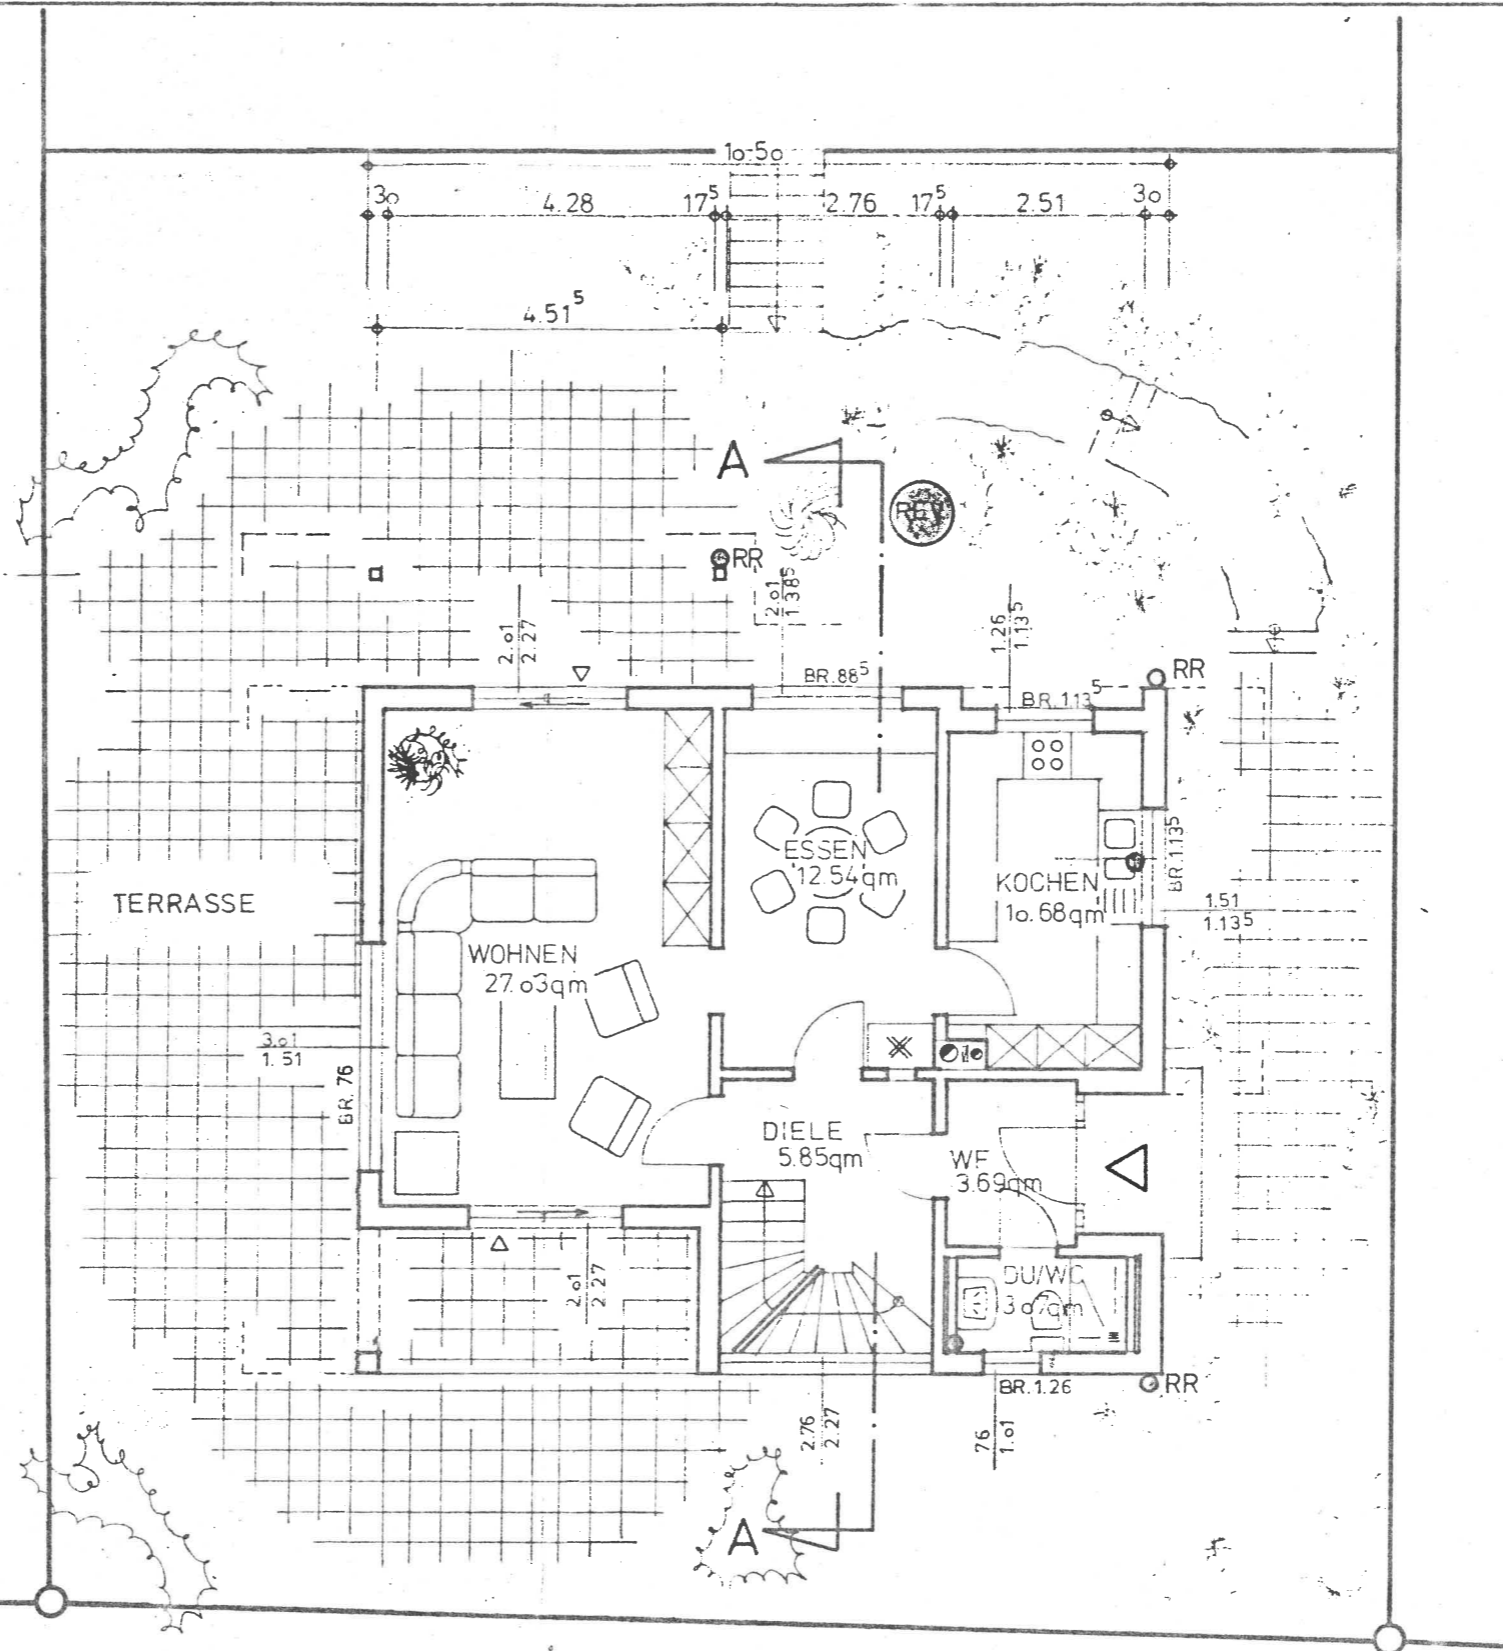 1o.5o
3o 4.28 17⁵ 2.76 17⁵ 2.51 3o
4.51⁵
A
REV
RR
2.o1
1.38⁵
2.o1
2.27
1.26
1.13⁵
RR
BR.88⁵
BR.1.13⁵
ESSEN
12.54qm
KOCHEN
1o.68qm
BR.1.13⁵
1.51
1.13⁵
TERRASSE
WOHNEN
27.o3qm
3.o1
1.51
BR.76
DIELE
5.85qm
WF
3.69qm
DU/WC
3.o7qm
2.o1
2.27
BR.1.26
RR
2.76
2.27
76
1.o1
A